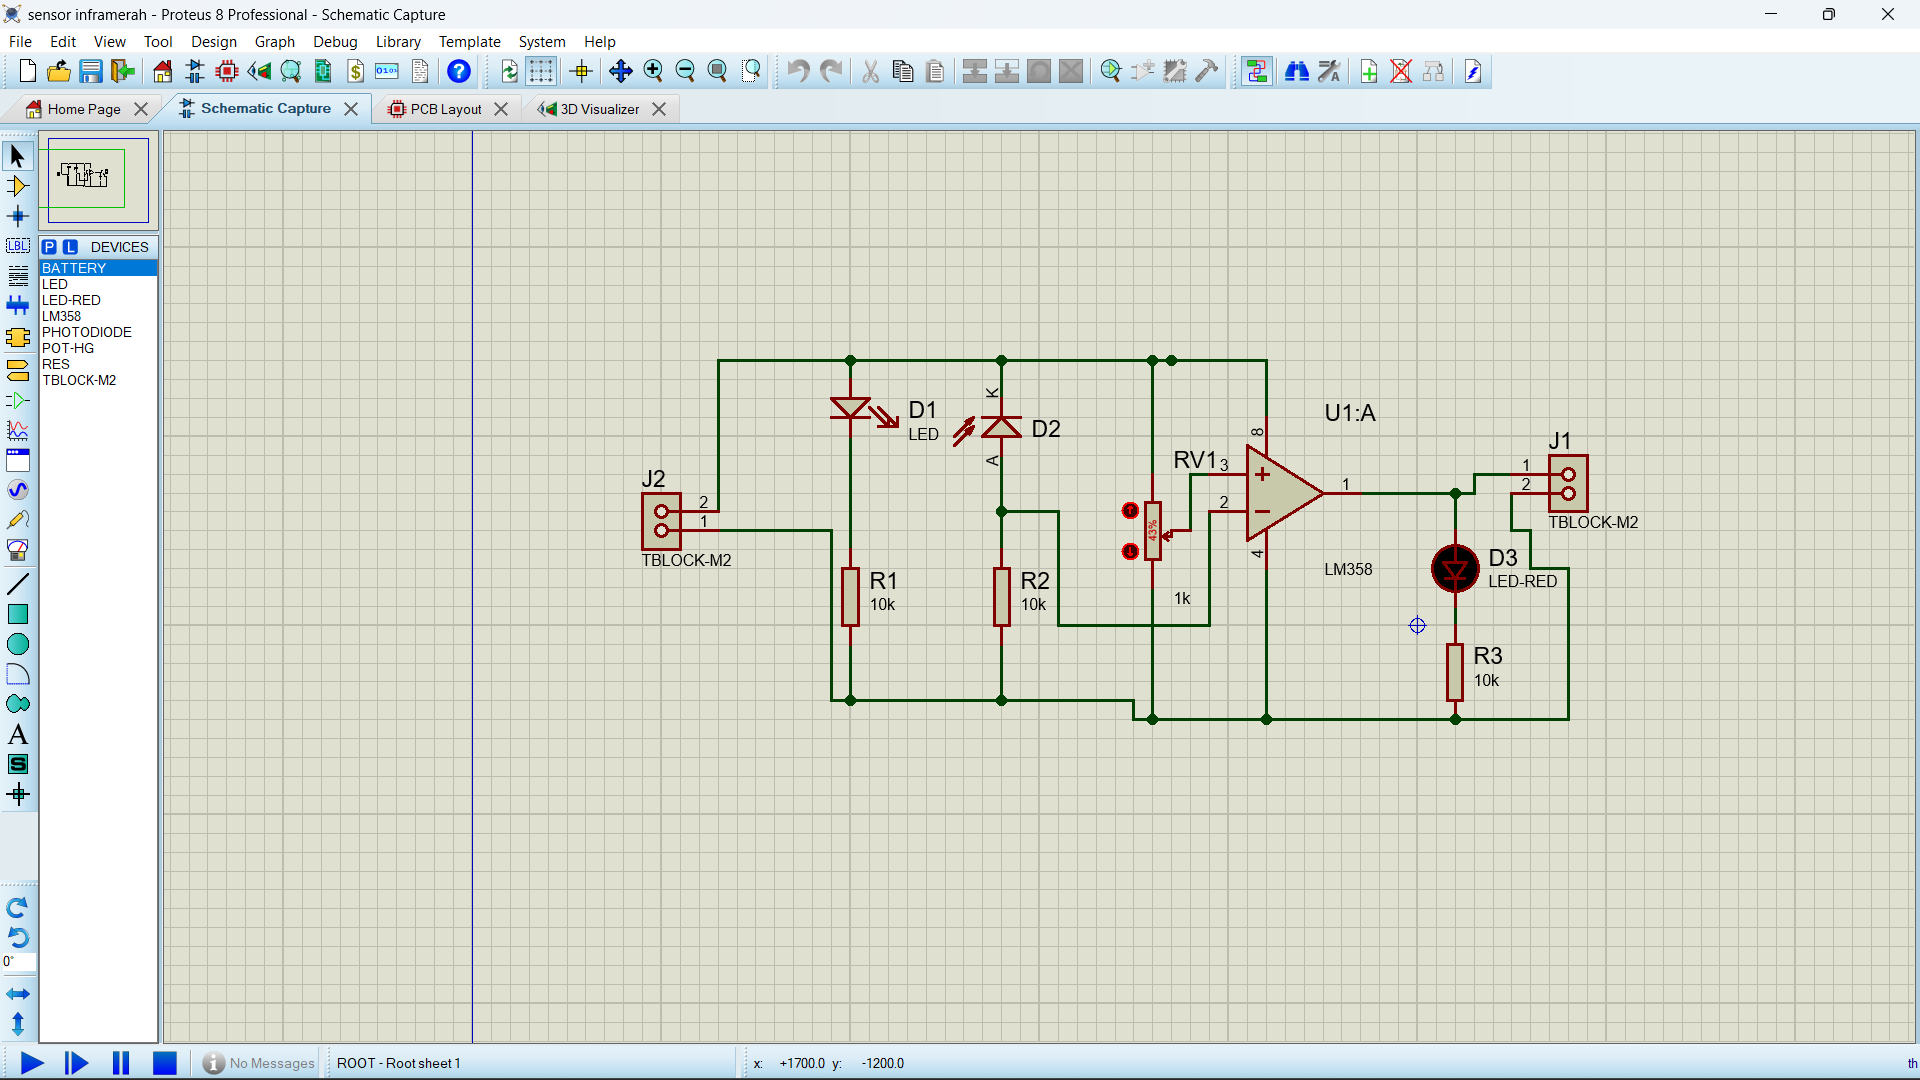 sensor inframerah - Proteus 8 Professional - Schematic Capture
File Edit View Tool Design Graph Debug Library Template System Help
Home Page Schematic Capture PCB Layout 3D Visualizer
P L DEVICES
BATTERY
LED
LED-RED
LM358
PHOTODIODE
POT-HG
RES
TBLOCK-M2
LBL
A
S
0°
J2
2
1
TBLOCK-M2
D1
LED
R1
10k
K
D2
A
R2
10k
RV1
43%
1k
3
2
8
4
1
U1:A
LM358
J1
1
2
TBLOCK-M2
D3
LED-RED
R3
10k
No Messages ROOT - Root sheet 1 x: +1700.0 y: -1200.0 th